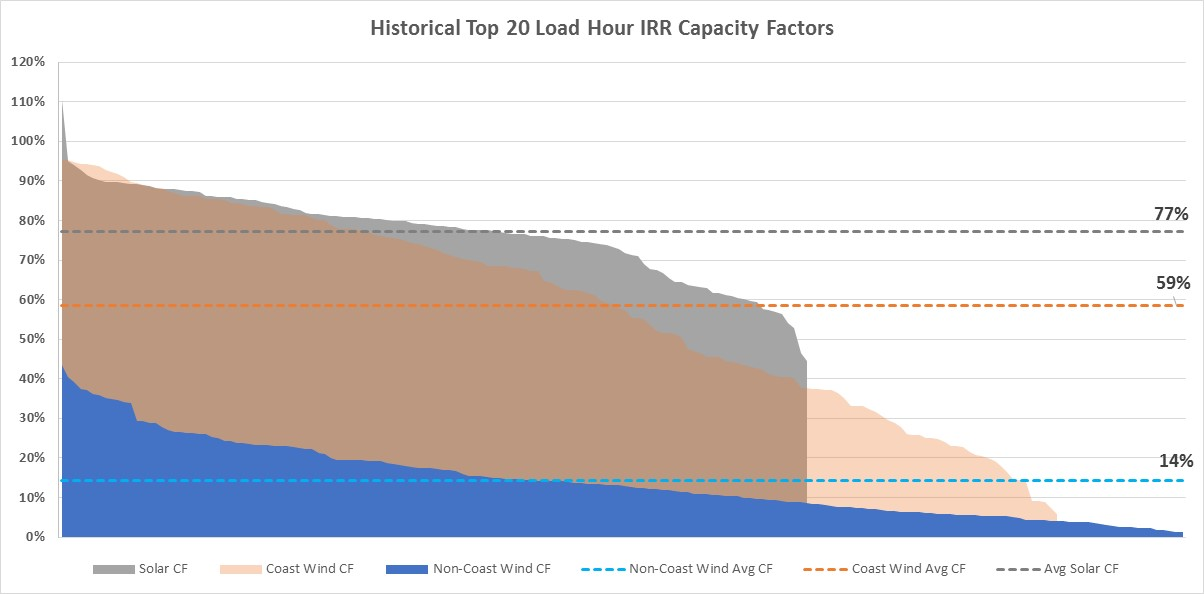 Historical Top 20 Load Hour IRR Capacity Factors
120%
110%
100%
90%
80%
70%
60%
50%
40%
30%
20%
10%
0%
77%
59%
14%
Solar CF
Coast Wind CF
Non-Coast Wind CF
Non-Coast Wind Avg CF
Coast Wind Avg CF
Avg Solar CF